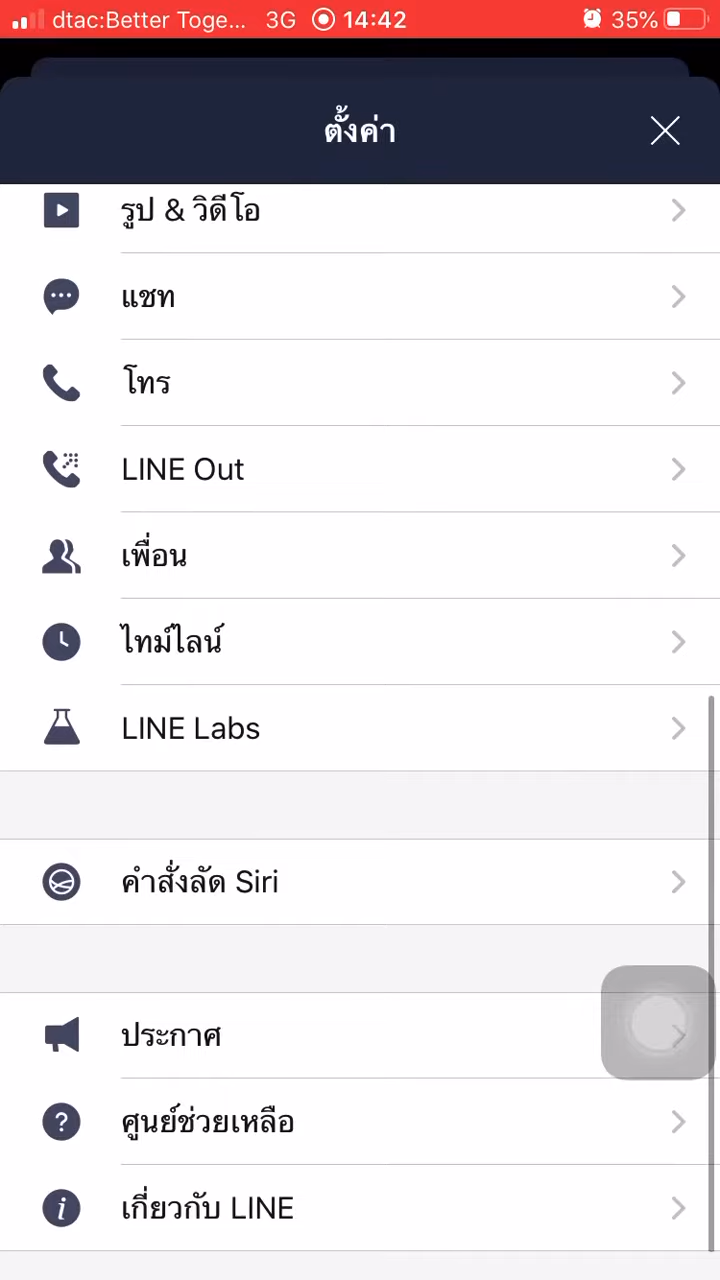 dtac:Better Toge... 3G 14:42 35%
ตั้งค่า
รูป & วิดีโอ
แชท
โทร
LINE Out
เพื่อน
ไทม์ไลน์
LINE Labs
คำสั่งลัด Siri
ประกาศ
ศูนย์ช่วยเหลือ
เกี่ยวกับ LINE